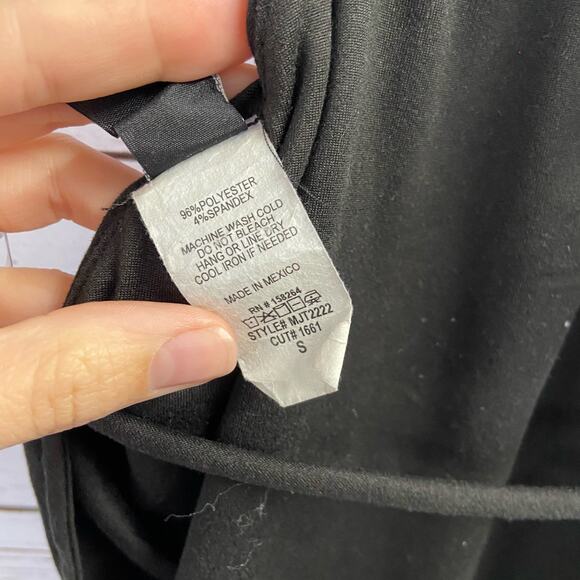 96%POLYESTER
4%SPANDEX
MACHINE WASH COLD
DO NOT BLEACH
HANG OR LINE DRY
COOL IRON IF NEEDED
MADE IN MEXICO
RN # 158264
STYLE# MJT2222
CUT# 1661
S